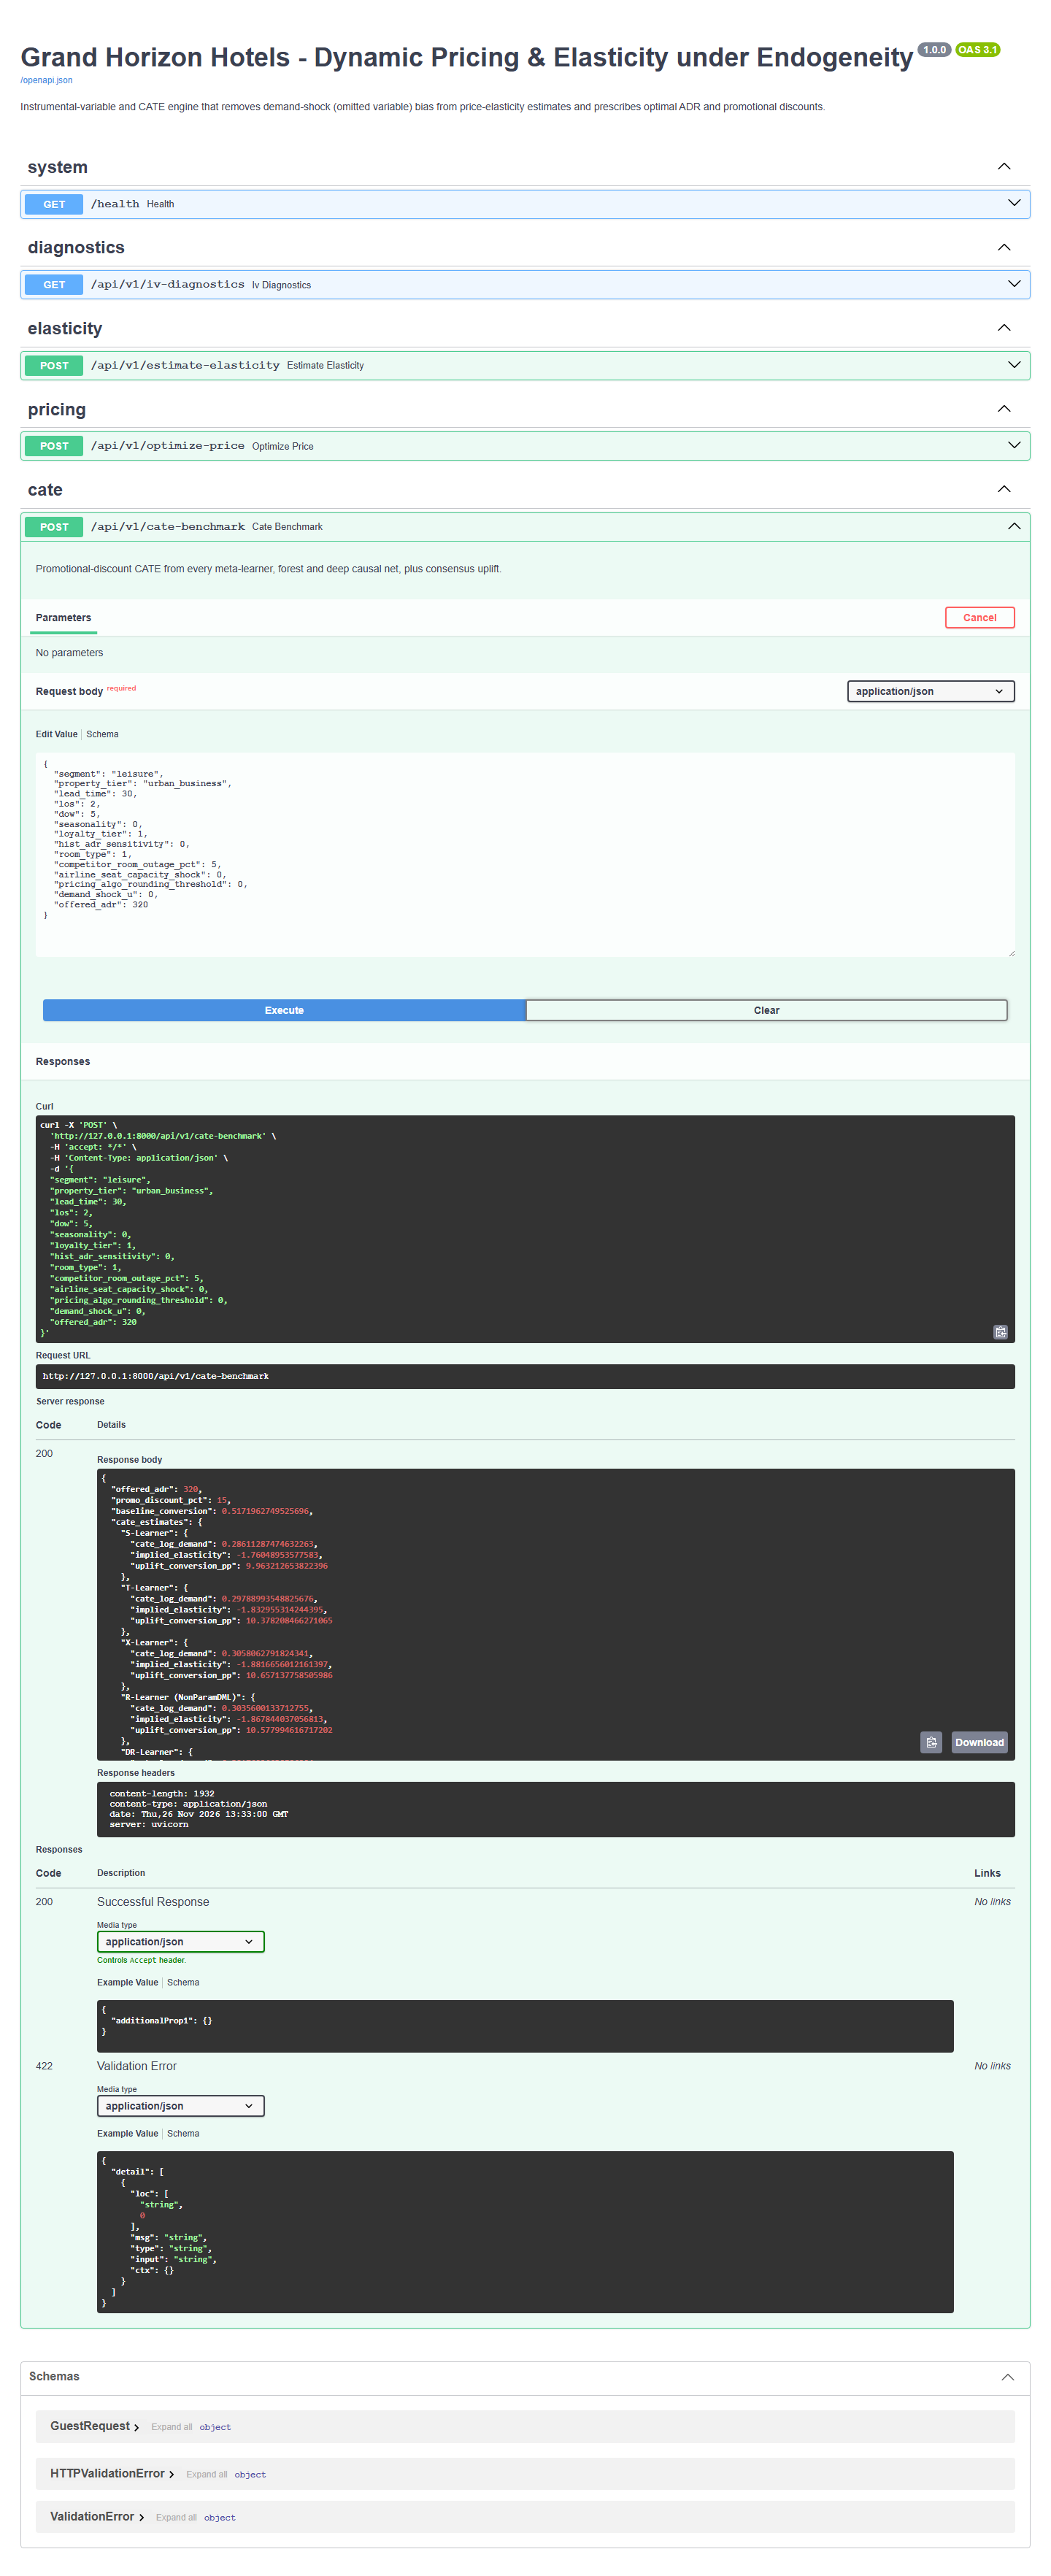 Grand Horizon Hotels - Dynamic Pricing & Elasticity under Endogeneity 1.0.0 OAS 3.1
/openapi.json
Instrumental-variable and CATE engine that removes demand-shock (omitted variable) bias from price-elasticity estimates and prescribes optimal ADR and promotional discounts.
system
GET /health Health
diagnostics
GET /api/v1/iv-diagnostics Iv Diagnostics
elasticity
POST /api/v1/estimate-elasticity Estimate Elasticity
pricing
POST /api/v1/optimize-price Optimize Price
cate
POST /api/v1/cate-benchmark Cate Benchmark
Promotional-discount CATE from every meta-learner, forest and deep causal net, plus consensus uplift.
Parameters Cancel
No parameters
Request body required application/json
Edit Value Schema
{
"segment": "leisure",
"property_tier": "urban_business",
"lead_time": 30,
"los": 2,
"dow": 5,
"seasonality": 0,
"loyalty_tier": 1,
"hist_adr_sensitivity": 0,
"room_type": 1,
"competitor_room_outage_pct": 5,
"airline_seat_capacity_shock": 0,
"pricing_algo_rounding_threshold": 0,
"demand_shock_u": 0,
"offered_adr": 320
}
Execute Clear
Responses
Curl
curl -X 'POST' \
'http://127.0.0.1:8000/api/v1/cate-benchmark' \
-H 'accept: */*' \
-H 'Content-Type: application/json' \
-d '{
"segment": "leisure",
"property_tier": "urban_business",
"lead_time": 30,
"los": 2,
"dow": 5,
"seasonality": 0,
"loyalty_tier": 1,
"hist_adr_sensitivity": 0,
"room_type": 1,
"competitor_room_outage_pct": 5,
"airline_seat_capacity_shock": 0,
"pricing_algo_rounding_threshold": 0,
"demand_shock_u": 0,
"offered_adr": 320
}'
Request URL
http://127.0.0.1:8000/api/v1/cate-benchmark
Server response
Code Details
200
Response body
{
"offered_adr": 320,
"promo_discount_pct": 15,
"baseline_conversion": 0.5171962749525696,
"cate_estimates": {
"S-Learner": {
"cate_log_demand": 0.28611287474632263,
"implied_elasticity": -1.76048953577583,
"uplift_conversion_pp": 9.963212653822396
},
"T-Learner": {
"cate_log_demand": 0.29788993548825676,
"implied_elasticity": -1.832955314244395,
"uplift_conversion_pp": 10.378208466271065
},
"X-Learner": {
"cate_log_demand": 0.3058062791824341,
"implied_elasticity": -1.8816656012161397,
"uplift_conversion_pp": 10.657137758505986
},
"R-Learner (NonParamDML)": {
"cate_log_demand": 0.3035600133712755,
"implied_elasticity": -1.867844037056813,
"uplift_conversion_pp": 10.577994616717202
},
"DR-Learner": {
Download
Response headers
content-length: 1932
content-type: application/json
date: Thu,26 Nov 2026 13:33:00 GMT
server: uvicorn
Responses
Code Description Links
200 Successful Response No links
Media type
application/json
Controls Accept header.
Example Value Schema
{
"additionalProp1": {}
}
422 Validation Error No links
Media type
application/json
Example Value Schema
{
"detail": [
{
"loc": [
"string",
0
],
"msg": "string",
"type": "string",
"input": "string",
"ctx": {}
}
]
}
Schemas
GuestRequest Expand all object
HTTPValidationError Expand all object
ValidationError Expand all object